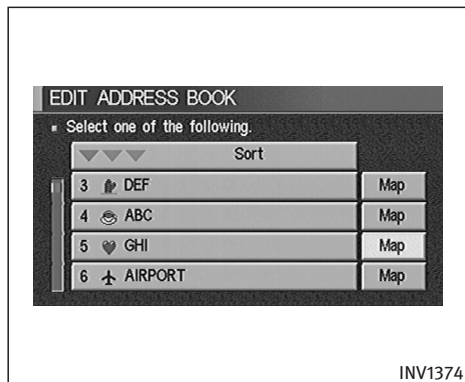 EDIT ADDRESS BOOK
Select one of the following.
Sort
3 DEF Map
4 ABC Map
5 GHI Map
6 AIRPORT Map
INV1374